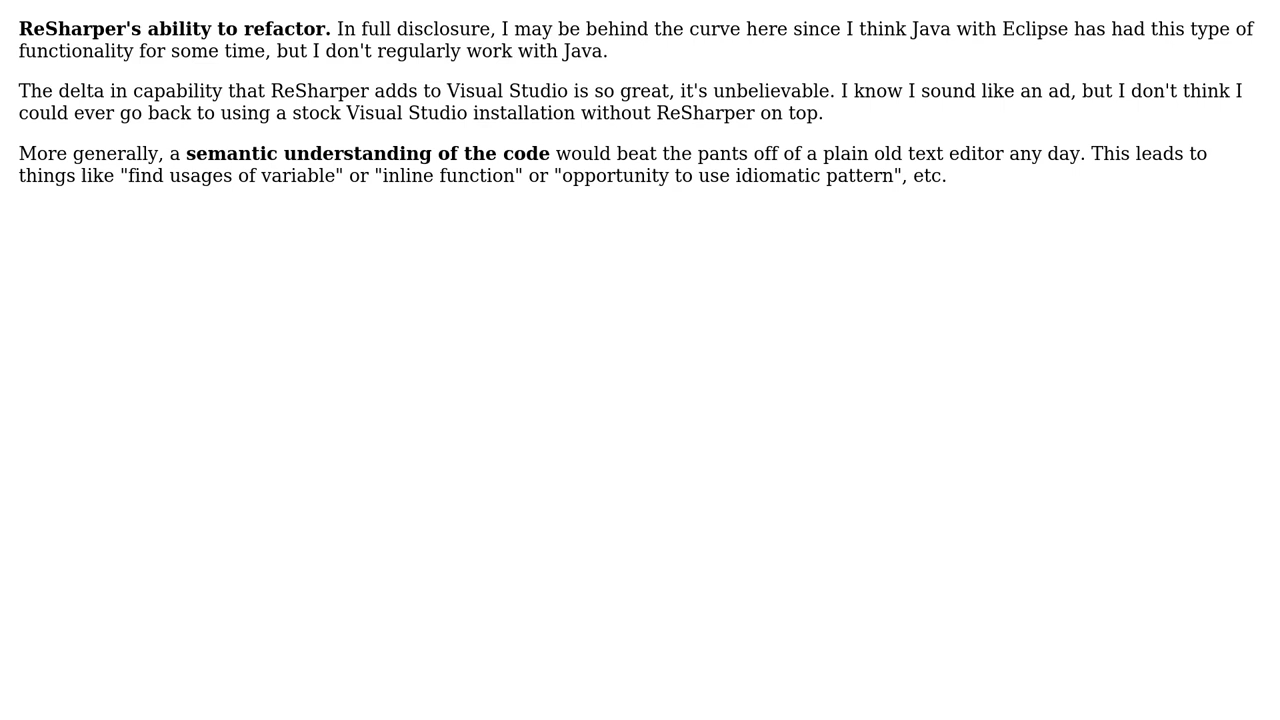 ReSharper's ability to refactor. In full disclosure, I may be behind the curve here since I think Java with Eclipse has had this type of
functionality for some time, but I don't regularly work with Java.
The delta in capability that ReSharper adds to Visual Studio is so great, it's unbelievable. I know I sound like an ad, but I don't think I
could ever go back to using a stock Visual Studio installation without ReSharper on top.
More generally, a semantic understanding of the code would beat the pants off of a plain old text editor any day. This leads to
things like "find usages of variable" or "inline function" or "opportunity to use idiomatic pattern", etc.